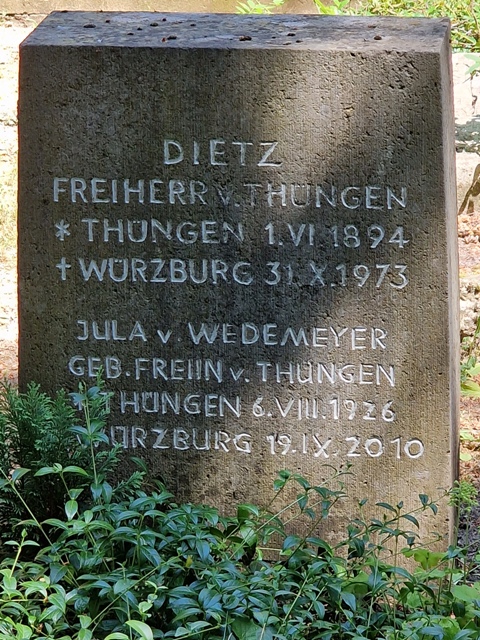 DIETZ
FREIHERR v. THÜNGEN
* THÜNGEN 1.VI 1894
† WÜRZBURG 31.X.1973
JULA v. WEDEMEYER
GEB. FREIIN v. THÜNGEN
THÜNGEN 6.VIII.1926
WÜRZBURG 19.IX.2010